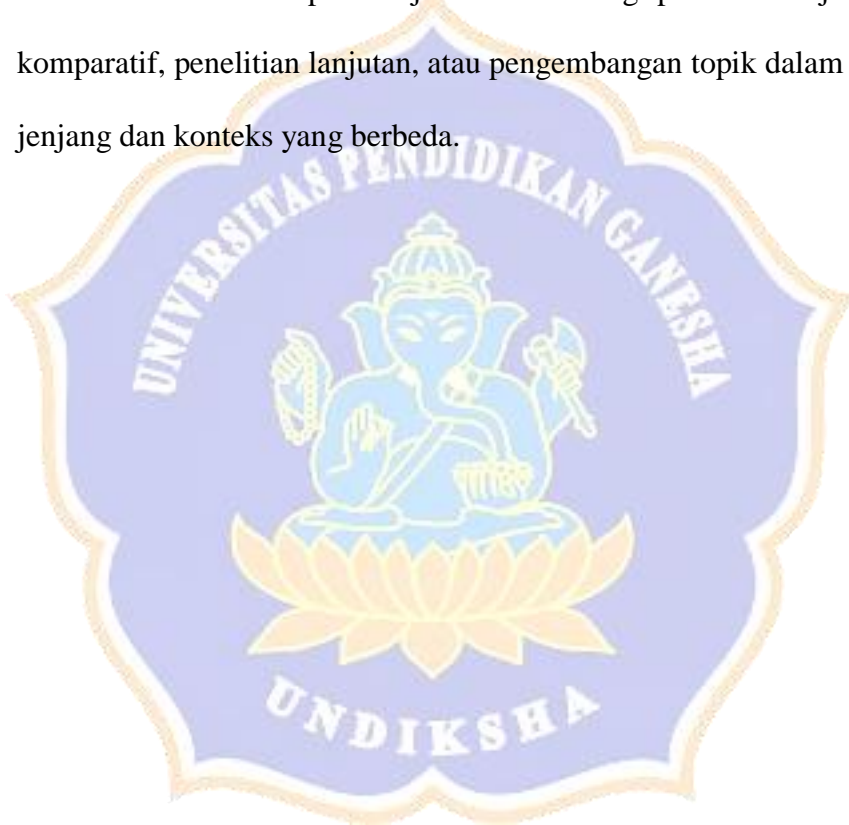 komparatif, penelitian lanjutan, atau pengembangan topik dalam
jenjang dan konteks yang berbeda.
UNIVERSITAS PENDIDIKAN GANESHA
UNDIKSHA